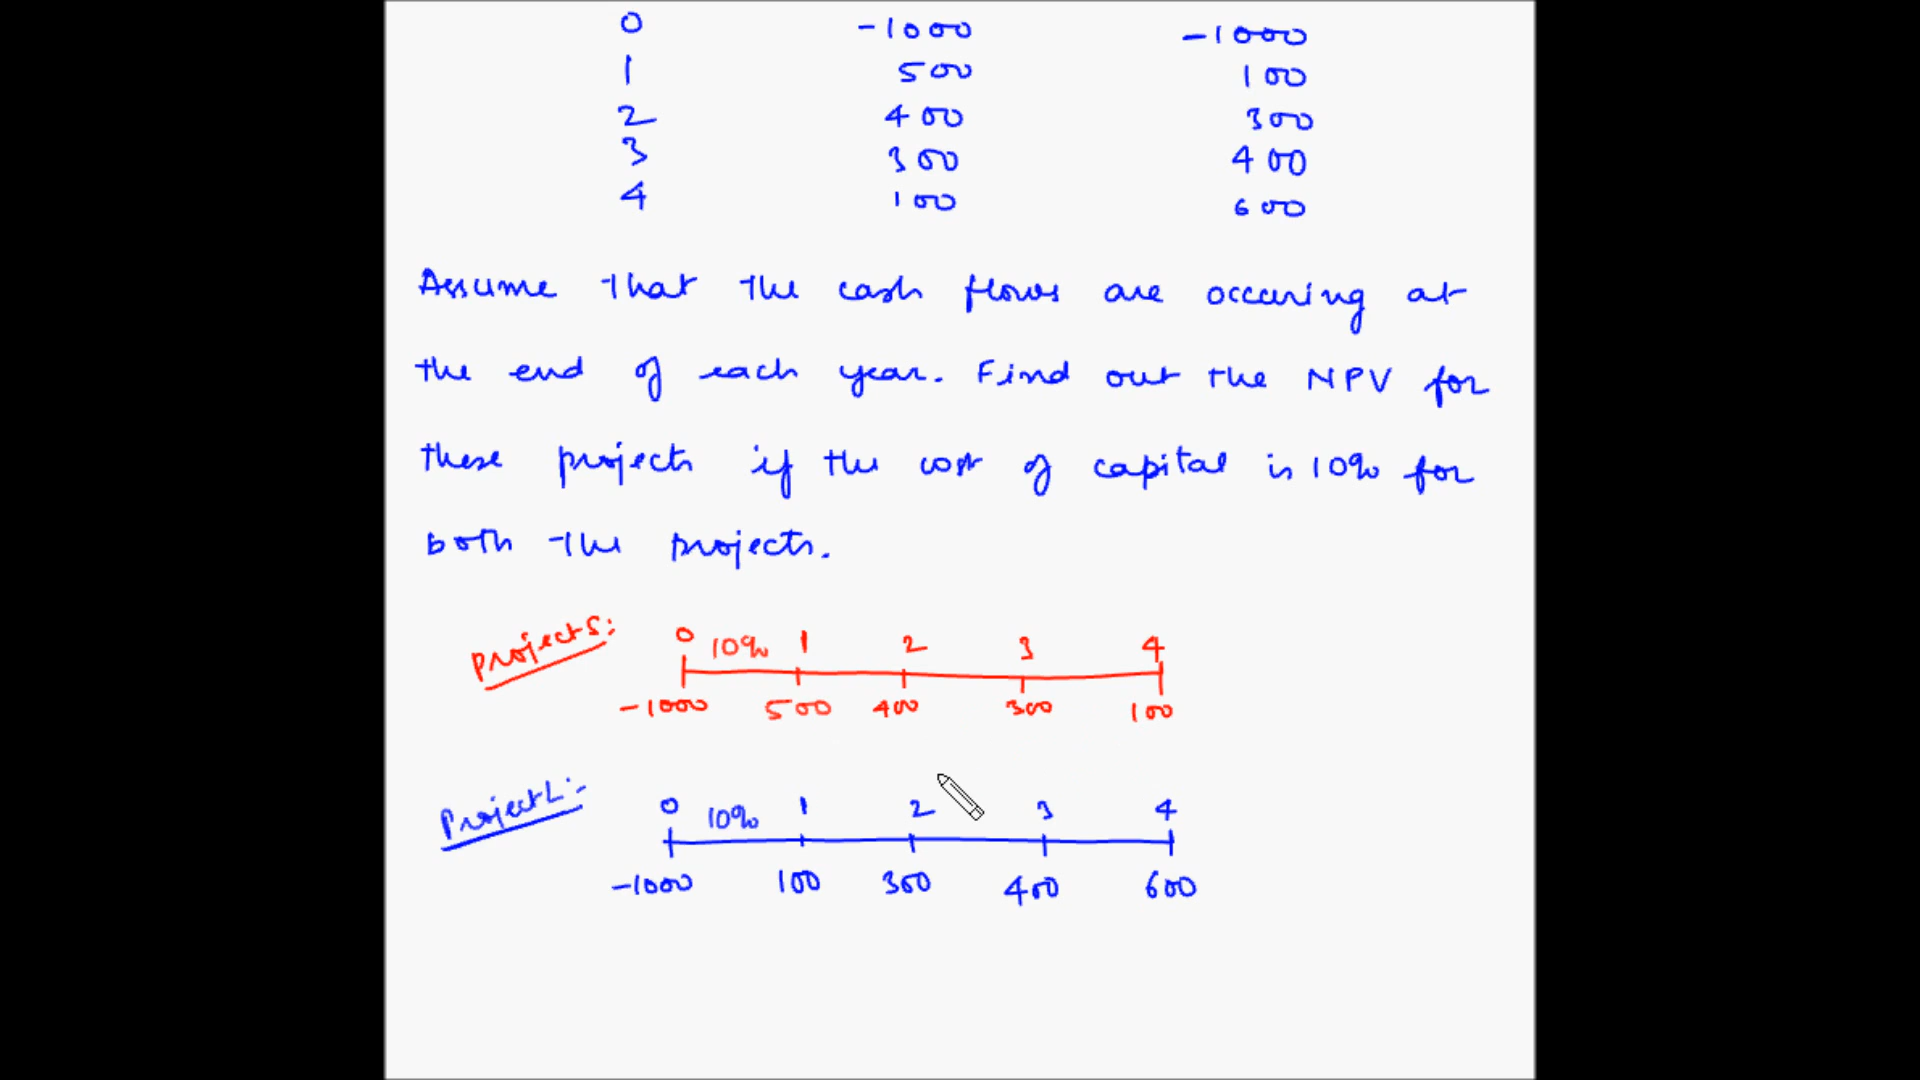 0 -1000 -1000
1 500 100
2 400 300
3 300 400
4 100 600
Assume that the cash flows are occuring at
the end of each year. Find out the NPV for
these projects if the cost of capital is 10% for
both the projects.
Project S:
0 10% 1 2 3 4
-1000 500 400 300 100
Project L:-
0 10% 1 2 3 4
-1000 100 300 400 600